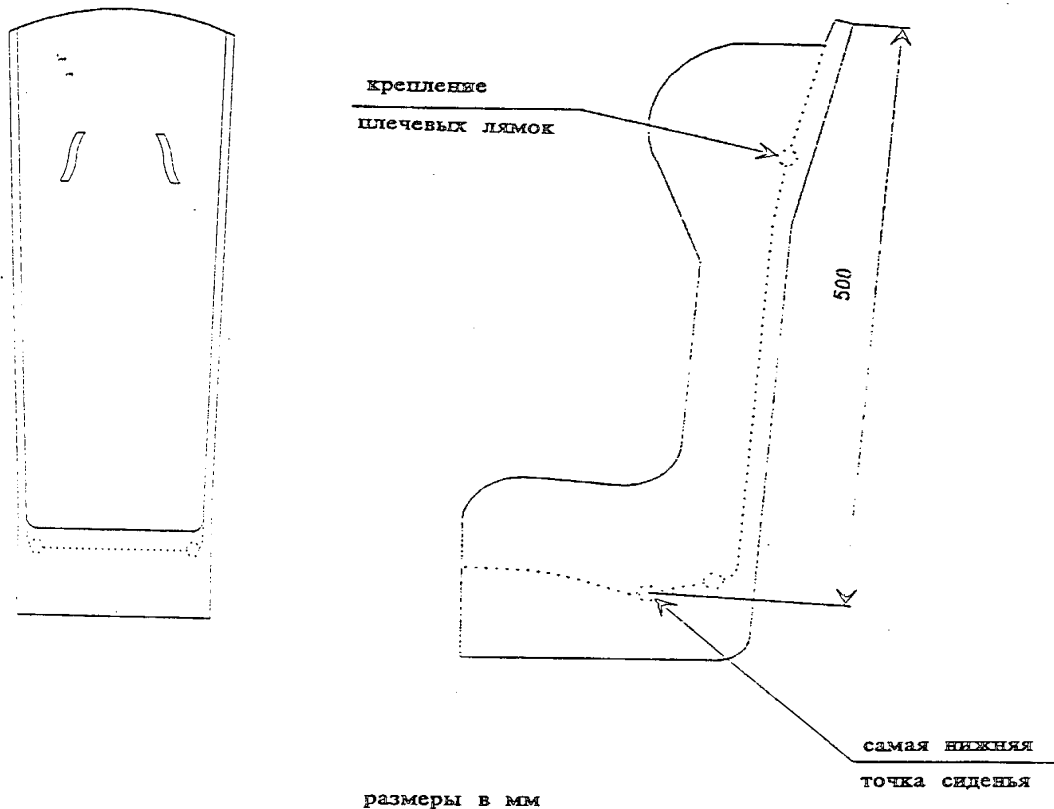 крепление
плечевых лямок
500
самая нижняя
точка сиденья
размеры в мм